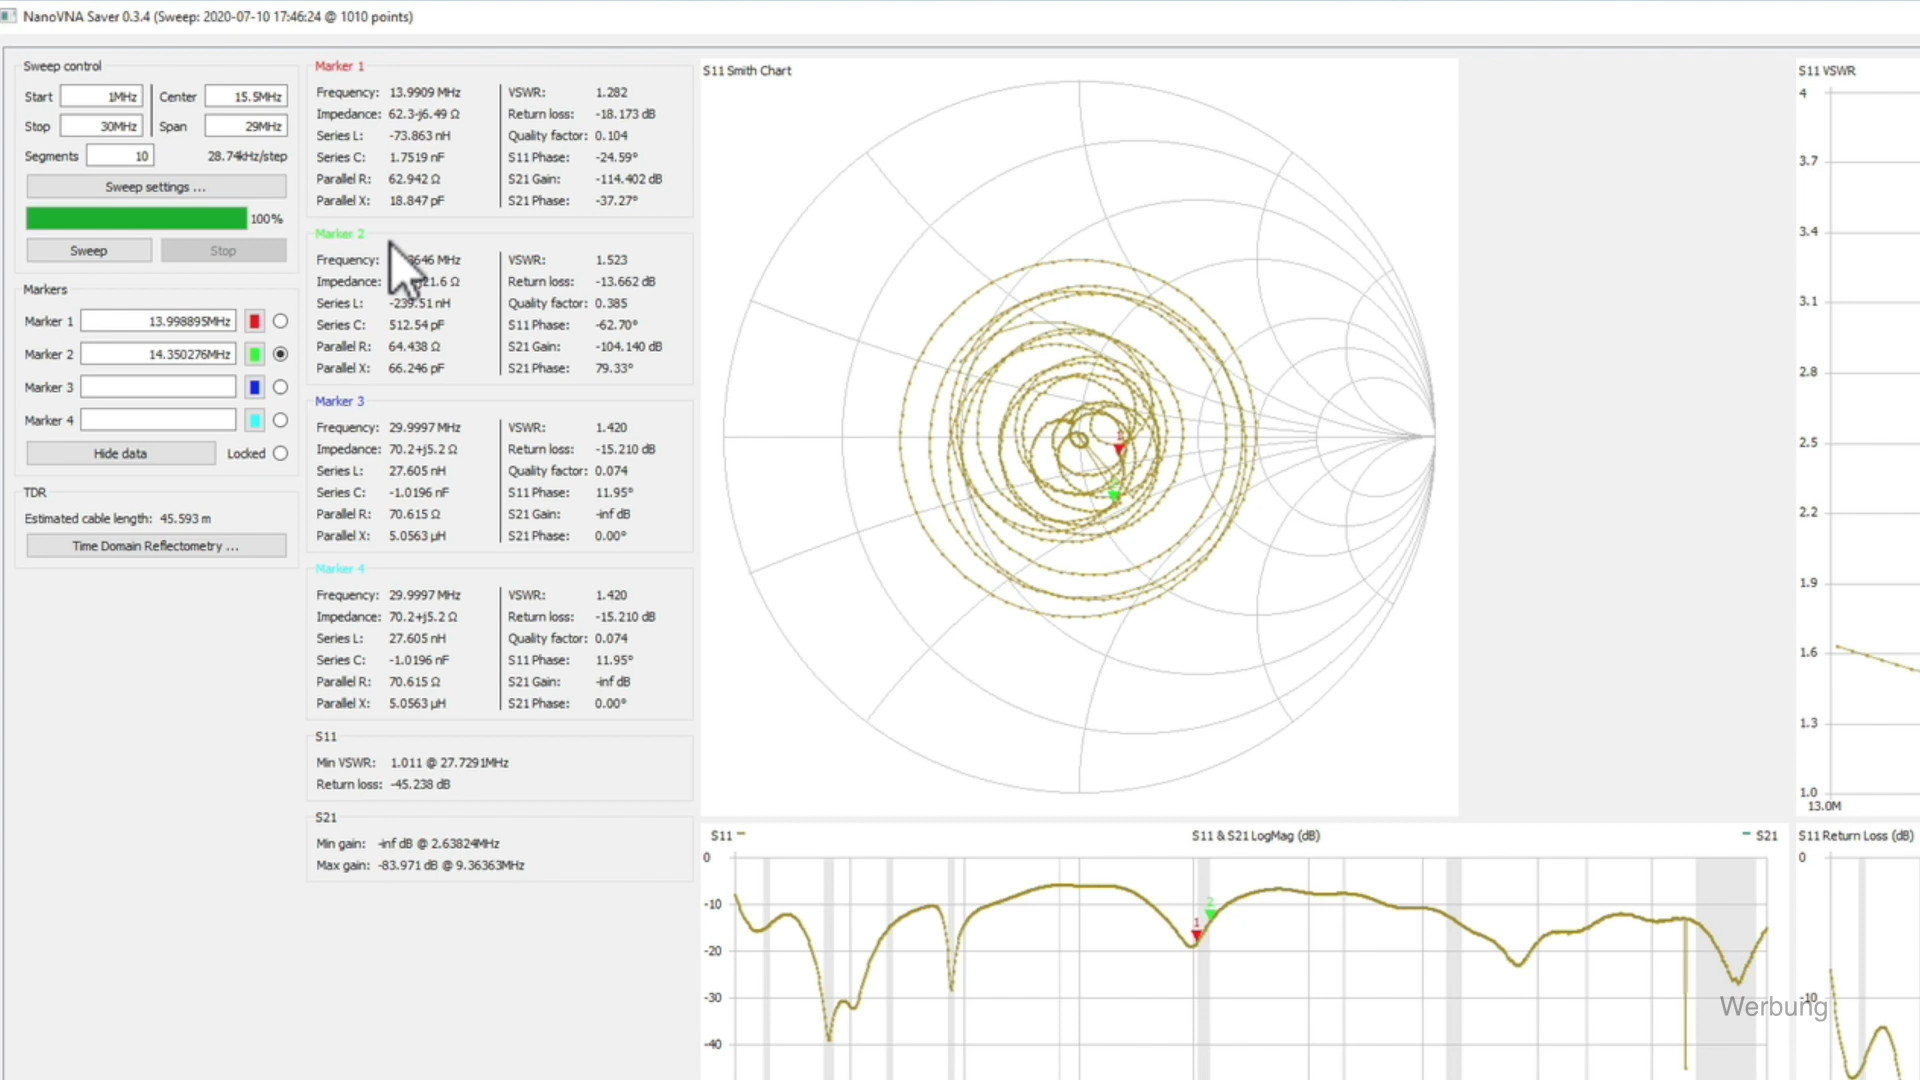 NanoVNA Saver 0.3.4 (Sweep: 2020-07-10 17:46:24 @ 1010 points)
Sweep control
Start 1MHz Center 15.5MHz
Stop 30MHz Span 29MHz
Segments 10 28.74kHz/step
Sweep settings ...
100%
Sweep Stop
Markers
Marker 1 13.998895MHz
Marker 2 14.350276MHz
Marker 3
Marker 4
Hide data Locked
TDR
Estimated cable length: 45.593 m
Time Domain Reflectometry ...
Marker 1
Frequency: 13.9909 MHz VSWR: 1.282
Impedance: 62.3-j6.49 Ω Return loss: -18.173 dB
Series L: -73.863 nH Quality factor: 0.104
Series C: 1.7519 nF S11 Phase: -24.59°
Parallel R: 62.942 Ω S21 Gain: -114.402 dB
Parallel X: 18.847 pF S21 Phase: -37.27°
Marker 2
Frequency: 3646 MHz VSWR: 1.523
Impedance: 21.6 Ω Return loss: -13.662 dB
Series L: -239.51 nH Quality factor: 0.385
Series C: 512.54 pF S11 Phase: -62.70°
Parallel R: 64.438 Ω S21 Gain: -104.140 dB
Parallel X: 66.246 pF S21 Phase: 79.33°
Marker 3
Frequency: 29.9997 MHz VSWR: 1.420
Impedance: 70.2+j5.2 Ω Return loss: -15.210 dB
Series L: 27.605 nH Quality factor: 0.074
Series C: -1.0196 nF S11 Phase: 11.95°
Parallel R: 70.615 Ω S21 Gain: -inf dB
Parallel X: 5.0563 µH S21 Phase: 0.00°
Marker 4
Frequency: 29.9997 MHz VSWR: 1.420
Impedance: 70.2+j5.2 Ω Return loss: -15.210 dB
Series L: 27.605 nH Quality factor: 0.074
Series C: -1.0196 nF S11 Phase: 11.95°
Parallel R: 70.615 Ω S21 Gain: -inf dB
Parallel X: 5.0563 µH S21 Phase: 0.00°
S11
Min VSWR: 1.011 @ 27.7291MHz
Return loss: -45.238 dB
S21
Min gain: -inf dB @ 2.63824MHz
Max gain: -83.971 dB @ 9.36363MHz
S11 Smith Chart
1
2
S11 VSWR
4
3.7
3.4
3.1
2.8
2.5
2.2
1.9
1.6
1.3
1.0
13.0M
S11 S11 & S21 LogMag (dB) S21
0
-10
-20
-30
-40
1
2
S11 Return Loss (dB)
0
-10
Werbung